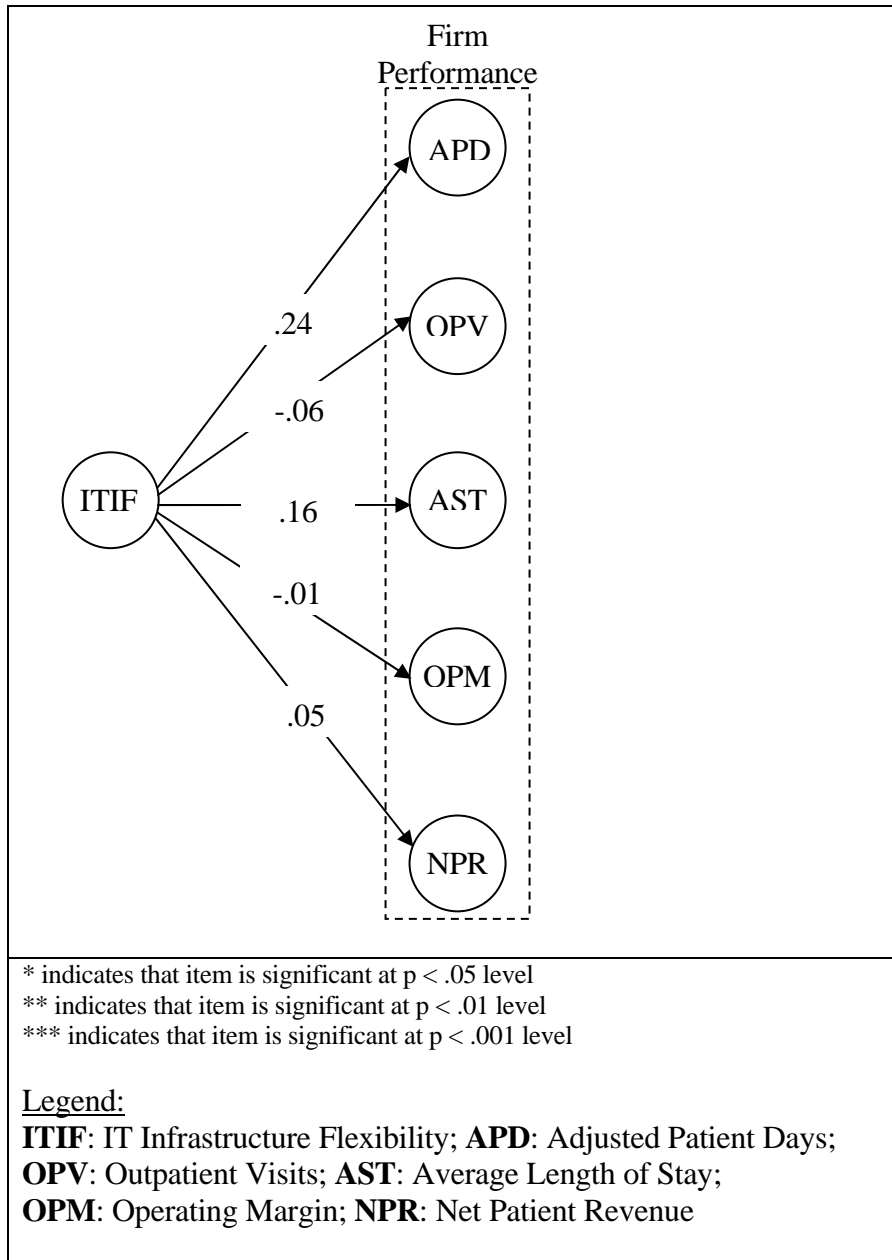 Firm
Performance
APD
.24
OPV
-.06
ITIF
AST
.16
-.01
OPM
.05
NPR
* indicates that item is significant at p < .05 level
** indicates that item is significant at p < .01 level
*** indicates that item is significant at p < .001 level
Legend:
ITIF: IT Infrastructure Flexibility; APD: Adjusted Patient Days;
OPV: Outpatient Visits; AST: Average Length of Stay;
OPM: Operating Margin; NPR: Net Patient Revenue